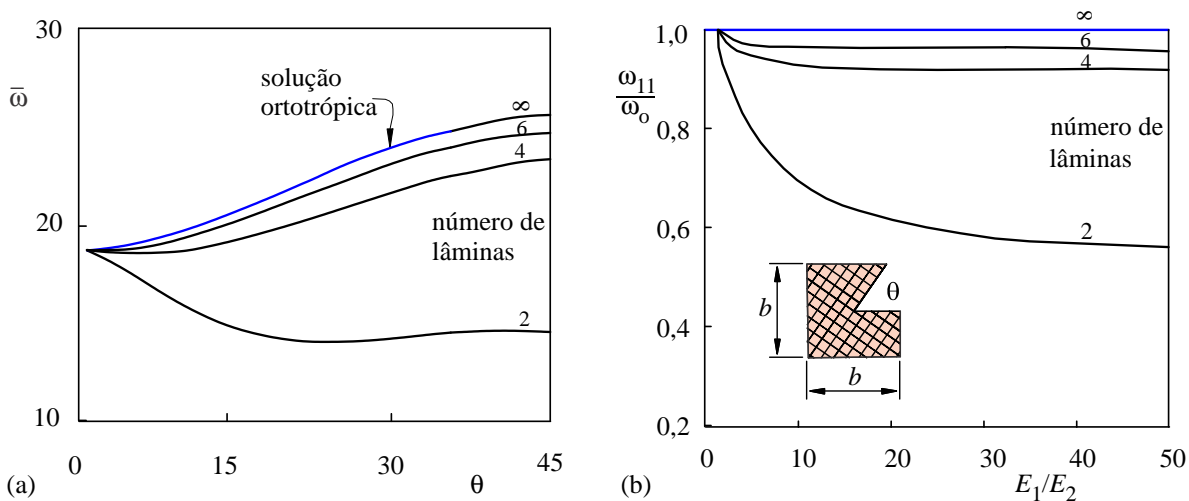 30
ω̄
solução
ortotrópica
∞
6
4
20
número de
lâminas
2
10
0
15
30
45
(a)
θ
∞
1,0
6
4
ω11
ωo
0,8
número de
lâminas
0,6
2
θ
b
0,4
b
0,2
0
10
20
30
40
50
(b)
E1/E2